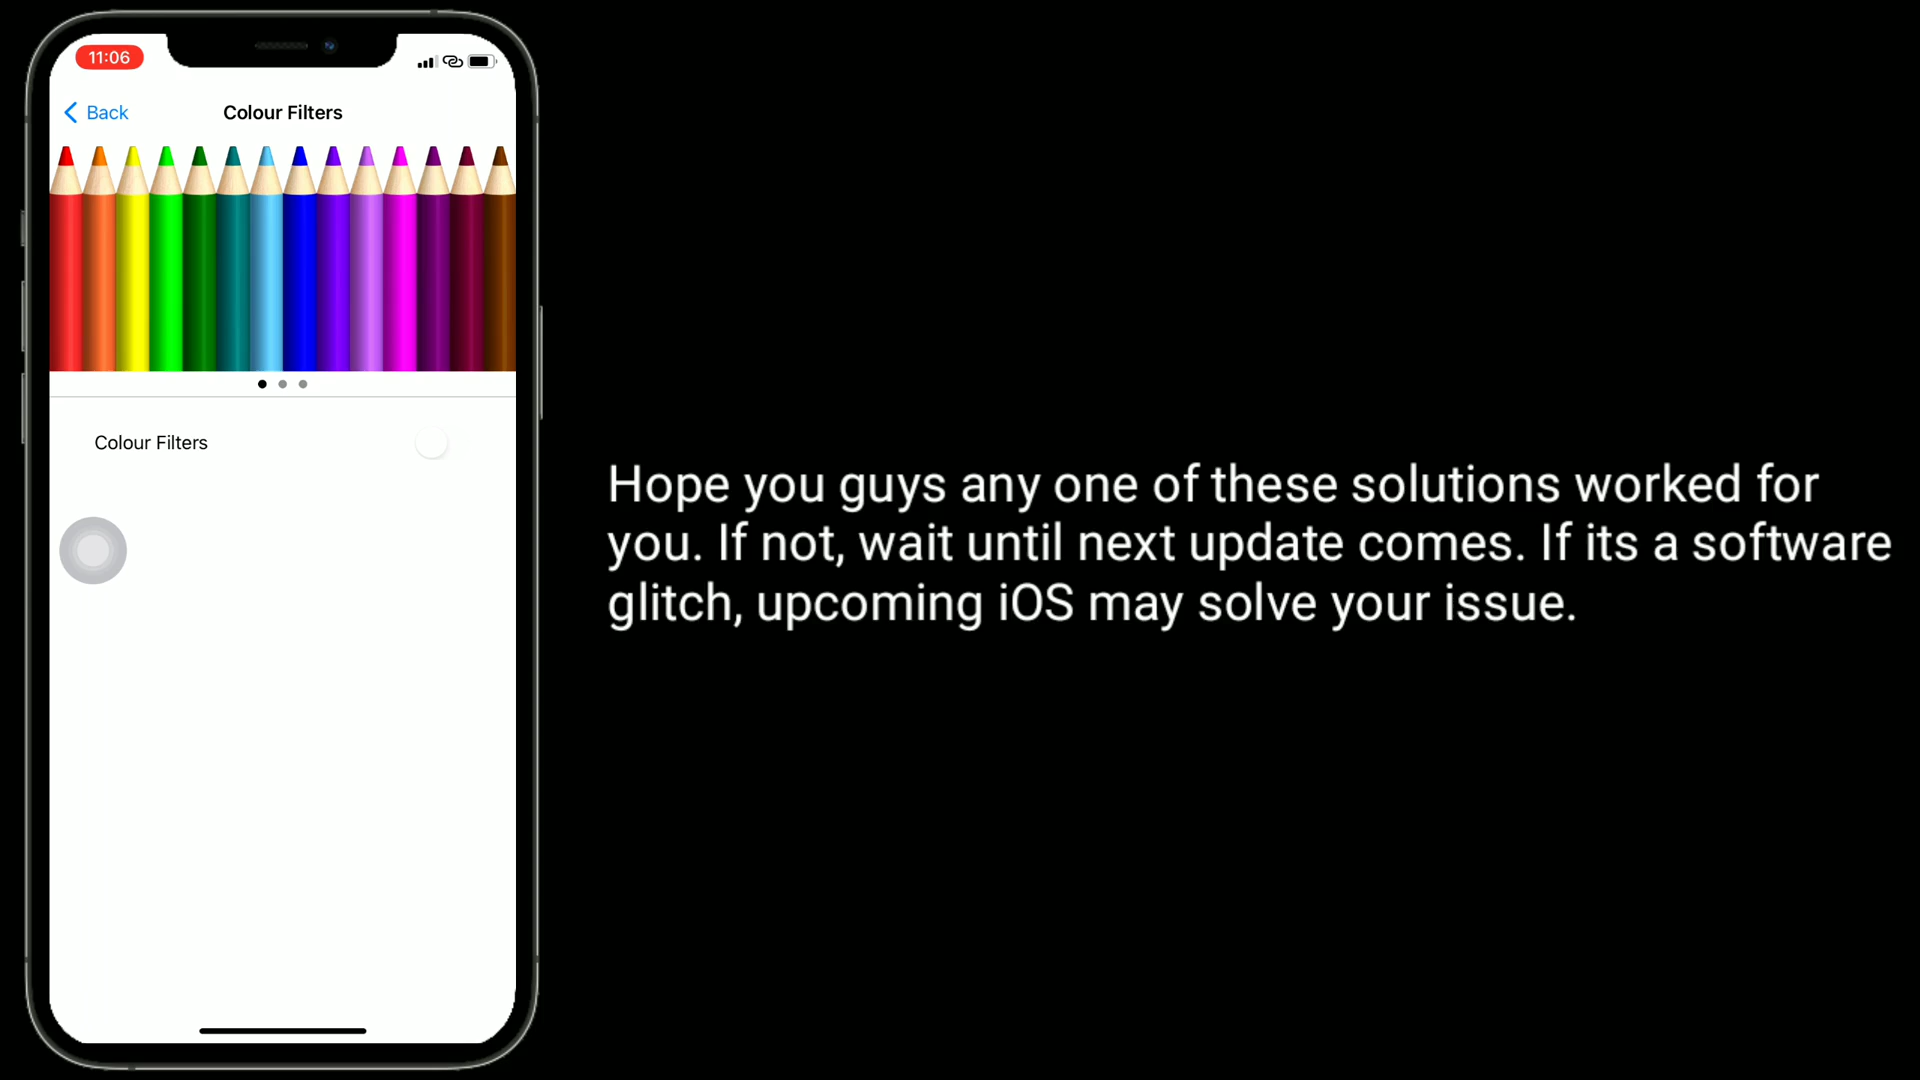 11:06
Back
Colour Filters
Colour Filters
Hope you guys any one of these solutions worked for
you. If not, wait until next update comes. If its a software
glitch, upcoming iOS may solve your issue.